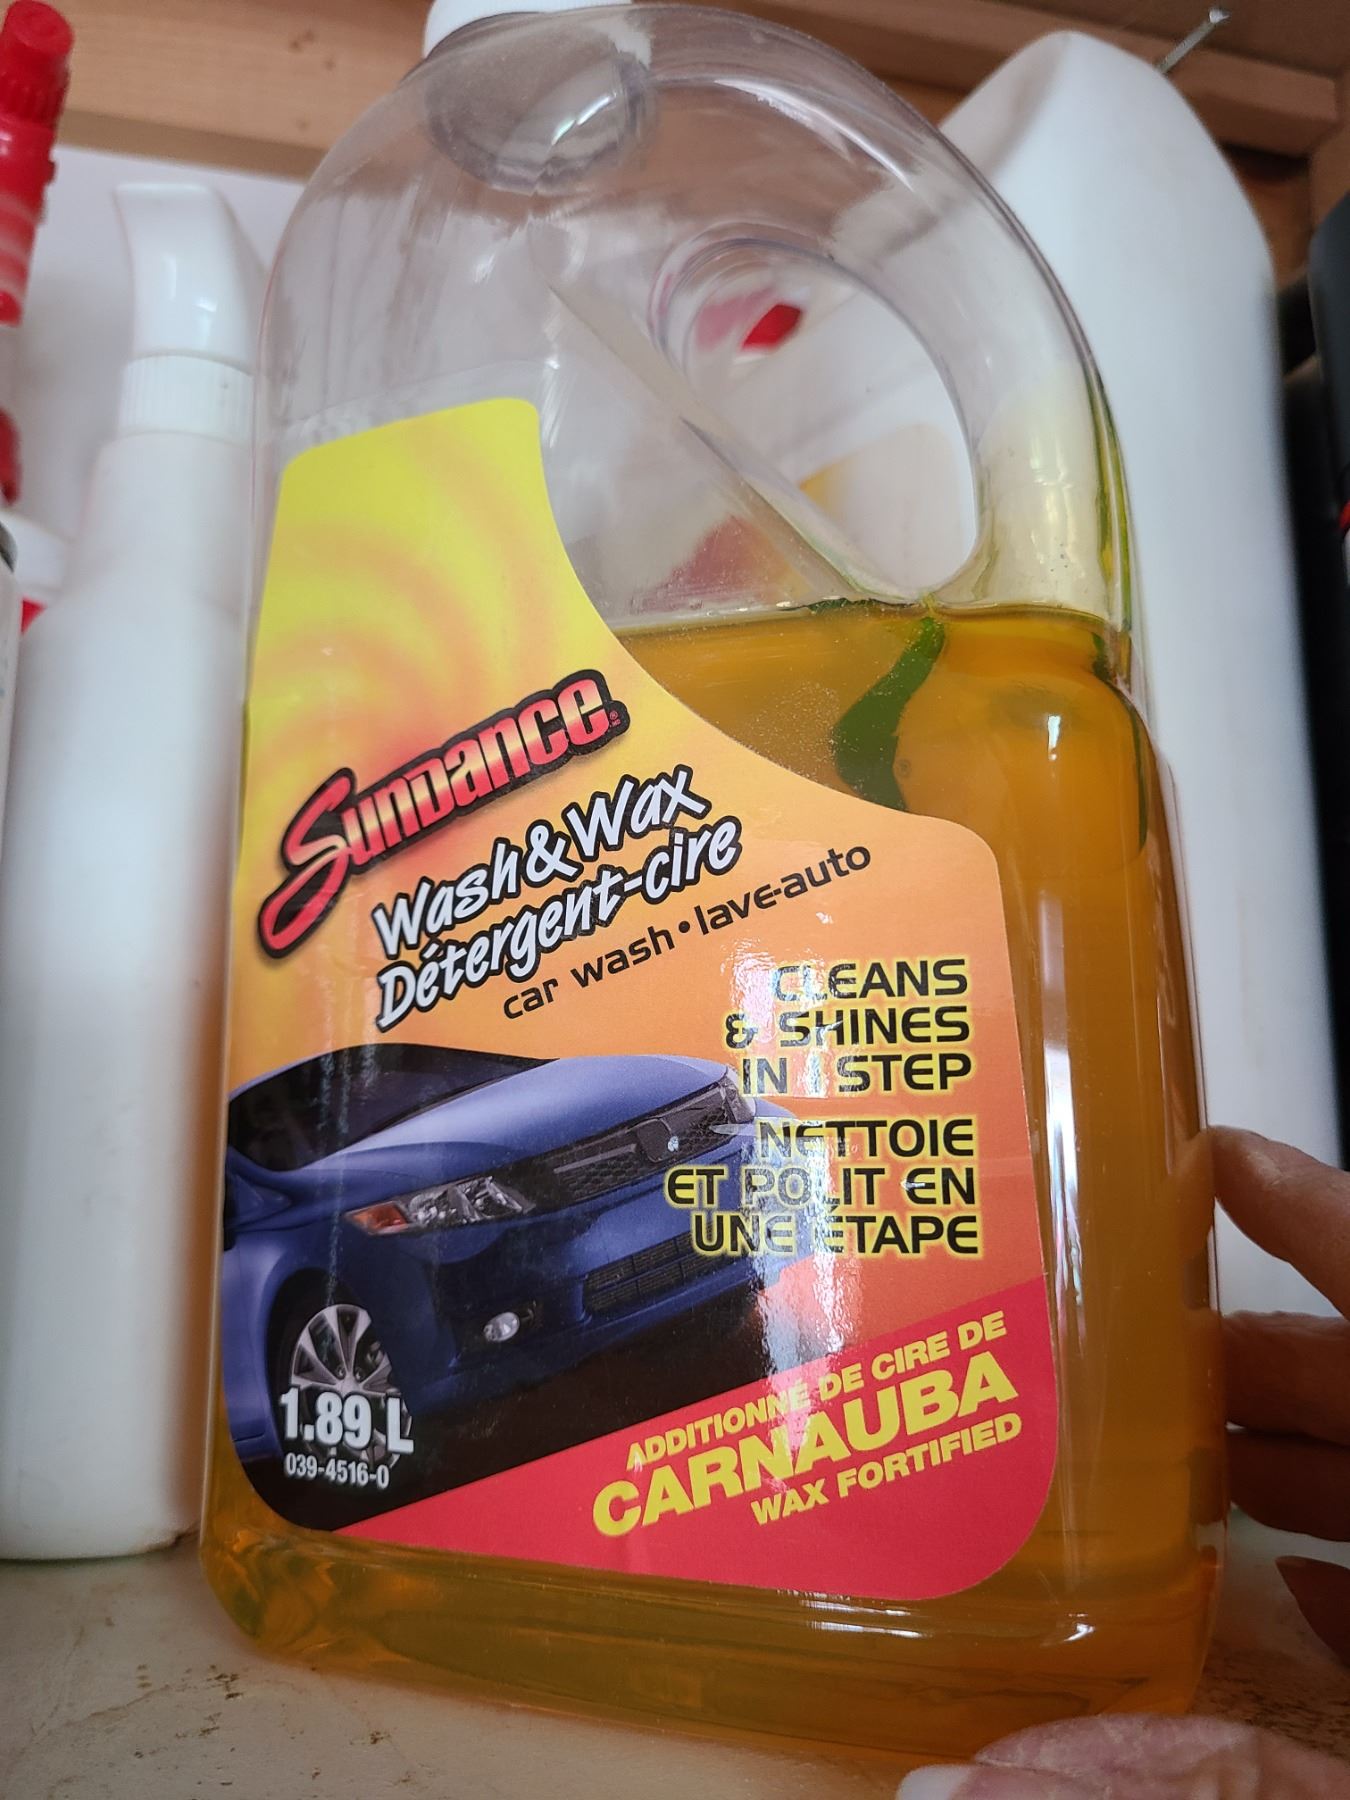 Sundance®
Wash & Wax
Détergent-cire
car wash • lave-auto
CLEANS
& SHINES
IN 1 STEP
NETTOIE
ET POLIT EN
UNE ÉTAPE
1.89 L
039-4516-0
ADDITIONNÉ DE CIRE DE
CARNAUBA
WAX FORTIFIED